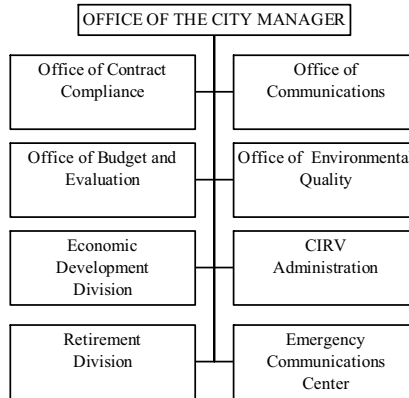 OFFICE OF THE CITY MANAGER
Office of Contract
Compliance
Office of
Communications
Office of Budget and
Evaluation
Office of Environmenta
Quality
Economic
Development
Division
CIRV
Administration
Retirement
Division
Emergency
Communications
Center